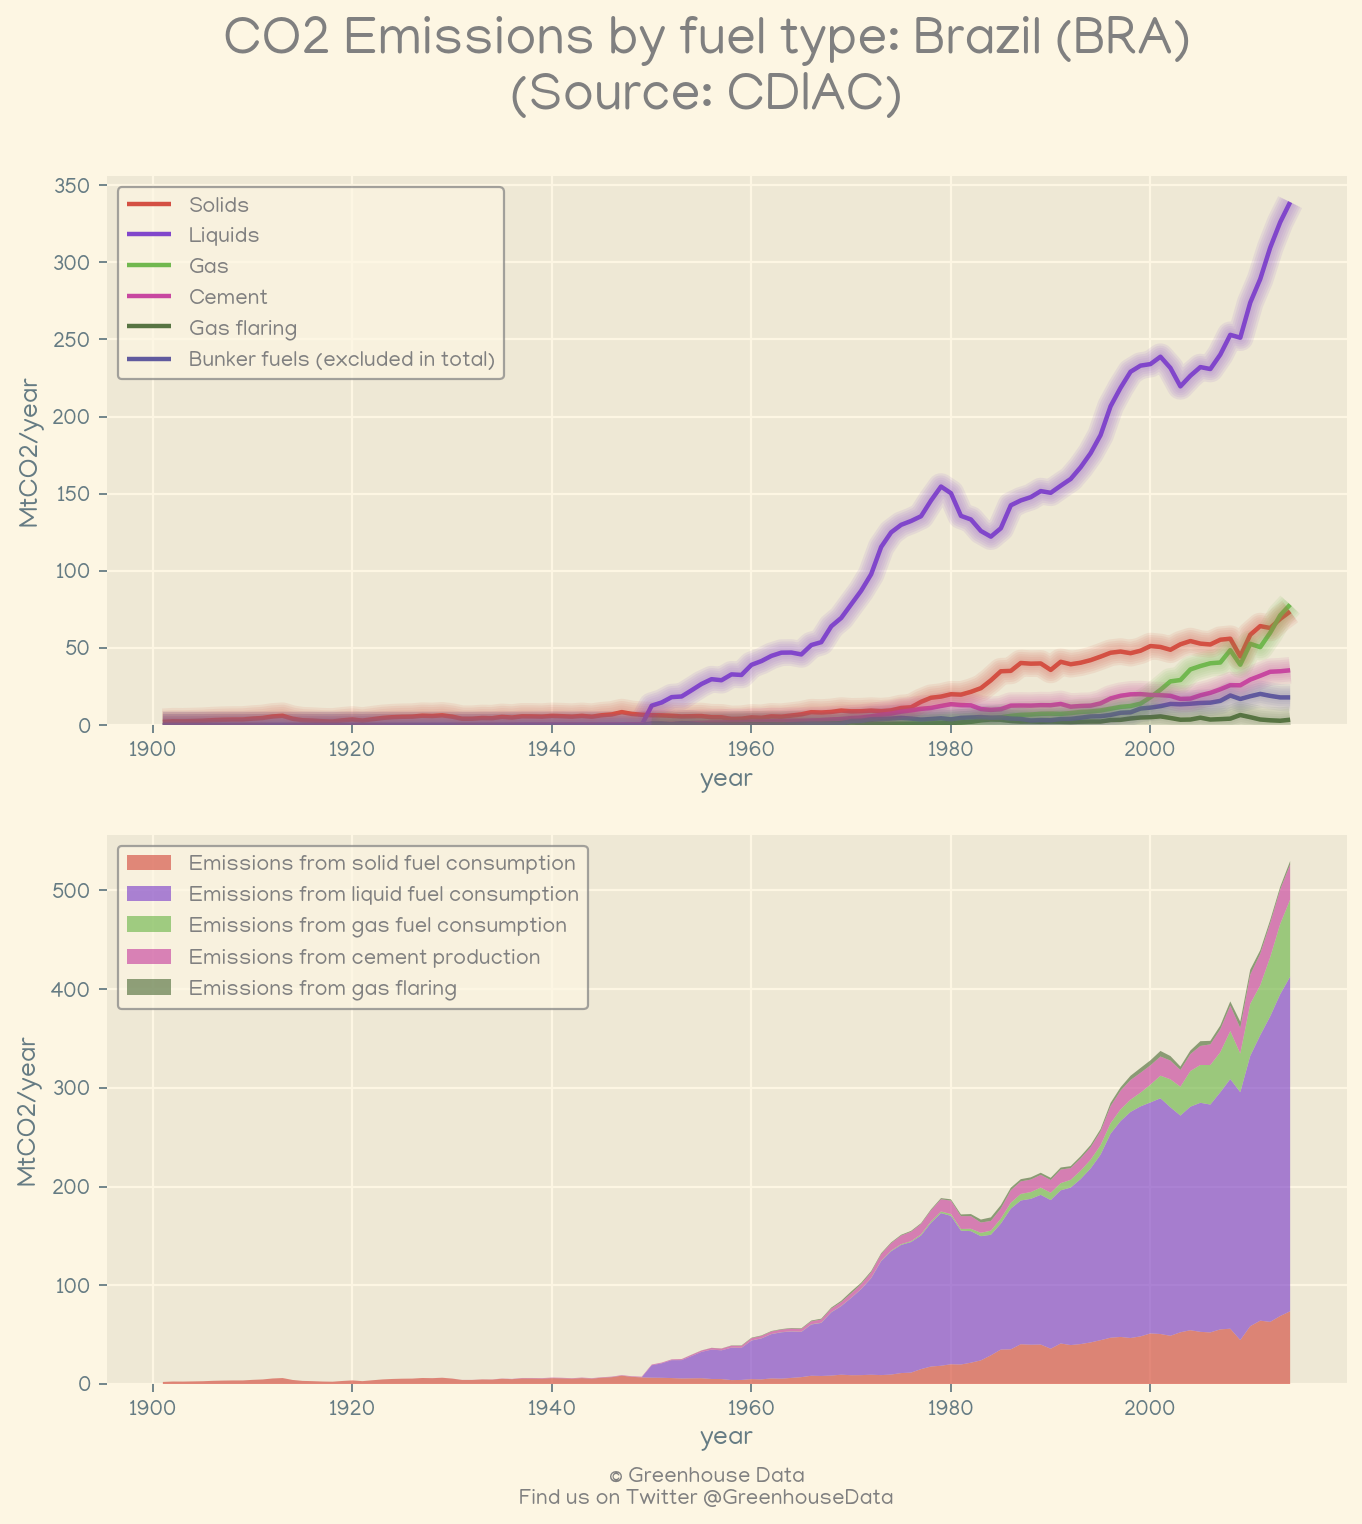 CO2 Emissions by fuel type: Brazil (BRA)
(Source: CDIAC)
350
300
250
200
150
100
50
0
MtCO2/year
Solids
Liquids
Gas
Cement
Gas flaring
Bunker fuels (excluded in total)
1900
1920
1940
1960
1980
2000
year
500
400
300
200
100
0
MtCO2/year
Emissions from solid fuel consumption
Emissions from liquid fuel consumption
Emissions from gas fuel consumption
Emissions from cement production
Emissions from gas flaring
1900
1920
1940
1960
1980
2000
year
© Greenhouse Data
Find us on Twitter @GreenhouseData